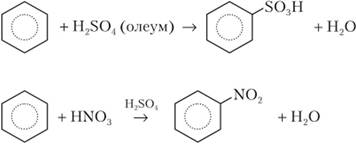 + H₂SO₄ (олеум) → SO₃H + H₂O
+ HNO₃ H₂SO₄ → NO₂ + H₂O